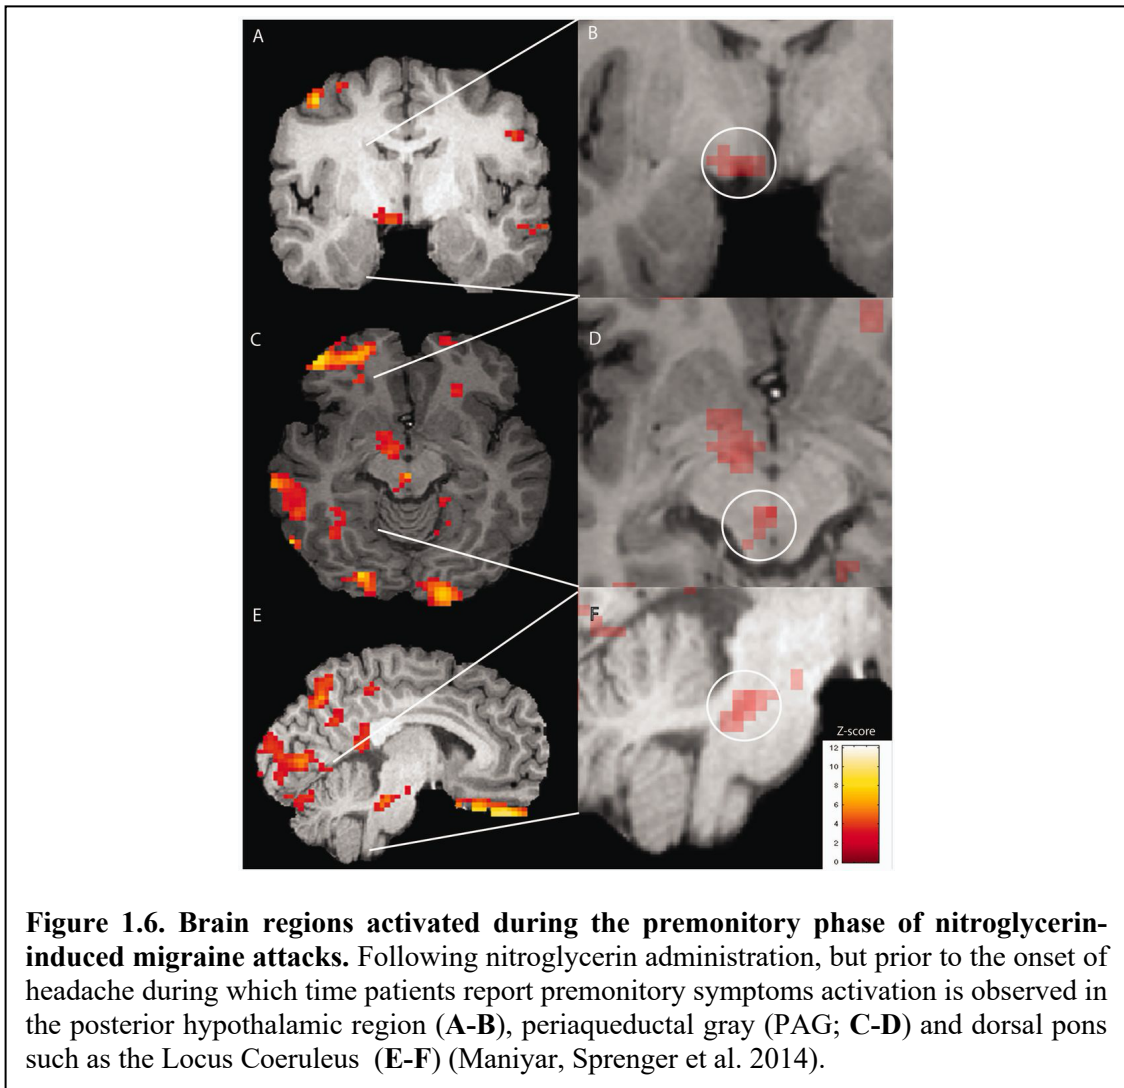 A
B
C
D
E
F
Z-score
12
10
8
6
4
2
0
Figure 1.6. Brain regions activated during the premonitory phase of nitroglycerin-
induced migraine attacks. Following nitroglycerin administration, but prior to the onset of
headache during which time patients report premonitory symptoms activation is observed in
the posterior hypothalamic region (A-B), periaqueductal gray (PAG; C-D) and dorsal pons
such as the Locus Coeruleus (E-F) (Maniyar, Sprenger et al. 2014).